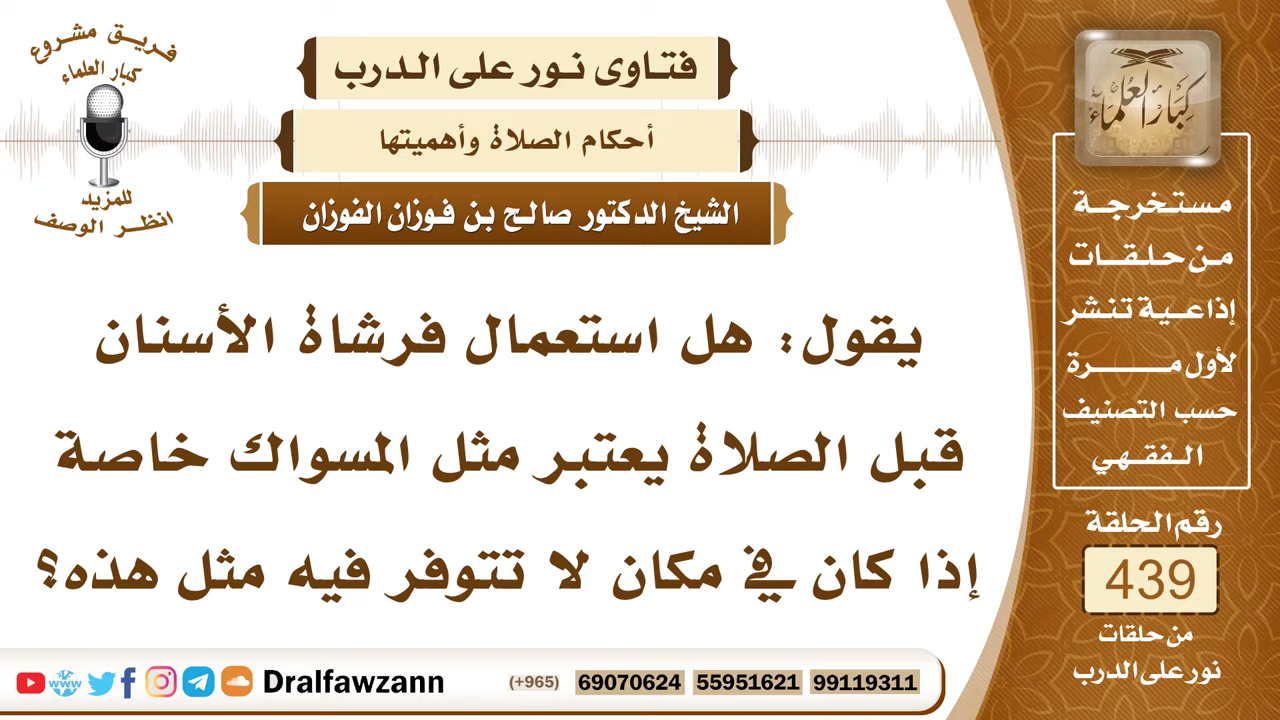 فريق مشروع
كبار العلماء
للمزيد
انظر الوصف
فتاوى نور على الدرب
أحكام الصلاة وأهميتها
الشيخ الدكتور صالح بن فوزان الفوزان
يقول: هل استعمال فرشاة الأسنان
قبل الصلاة يعتبر مثل المسواك خاصة
إذا كان في مكان لا تتوفر فيه مثل هذه؟
كبار العلماء
مستخرجة
من حلقات
إذاعية تنشر
لأول مرة
حسب التصنيف
الفقهي
رقم الحلقة
439
من حلقات
نور على الدرب
www Dralfawzann (+965) 69070624 55951621 99119311